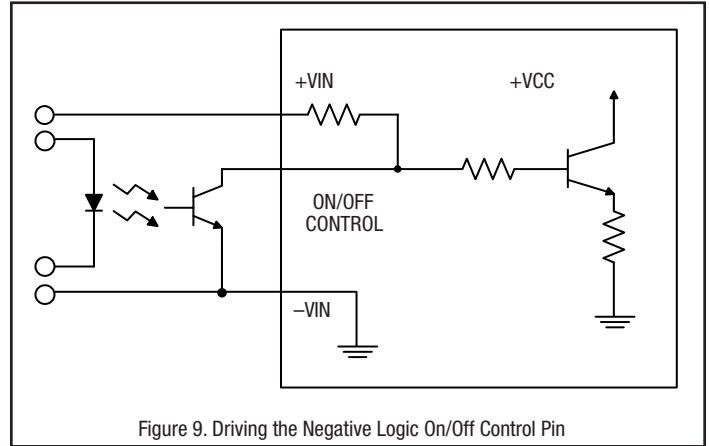 +VIN
+VCC
ON/OFF
CONTROL
–VIN
Figure 9. Driving the Negative Logic On/Off Control Pin